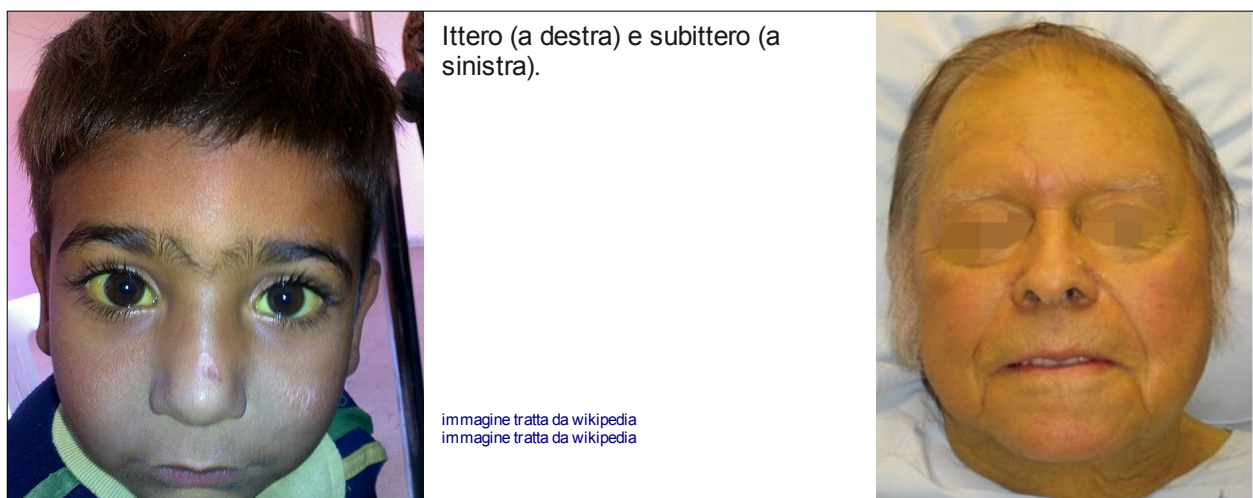 Ittero (a destra) e subittero (a
sinistra).
immagine tratta da wikipedia
immagine tratta da wikipedia